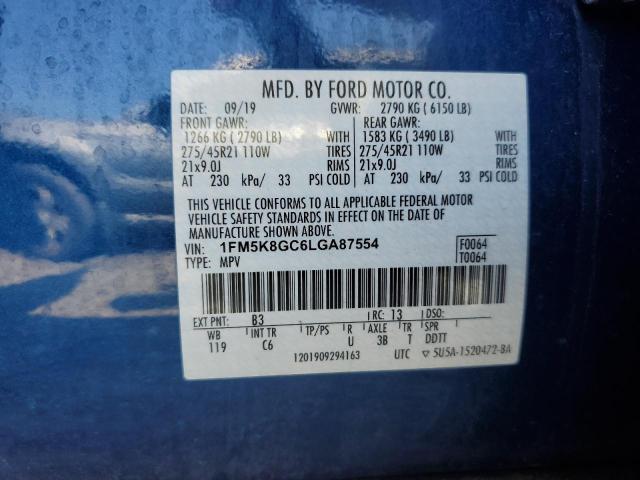 MFD. BY FORD MOTOR CO.
DATE: 09/19 GVWR: 2790 KG ( 6150 LB)
FRONT GAWR: REAR GAWR:
1266 KG ( 2790 LB) WITH 1583 KG ( 3490 LB) WITH
275/45R21 110W TIRES 275/45R21 110W TIRES
21x9.0J RIMS 21x9.0J RIMS
AT 230 kPa/ 33 PSI COLD AT 230 kPa/ 33 PSI COLD
THIS VEHICLE CONFORMS TO ALL APPLICABLE FEDERAL MOTOR
VEHICLE SAFETY STANDARDS IN EFFECT ON THE DATE OF
MANUFACTURE SHOWN ABOVE.
VIN: 1FM5K8GC6LGA87554 F0064
TYPE: MPV T0064
EXT PNT: B3 RC: 13 DSO:
WB INT TR TP/PS R AXLE TR SPR
119 C6 U 3B T DDTT
1201909294163 UTC ▽ 5U5A-1520472-BA